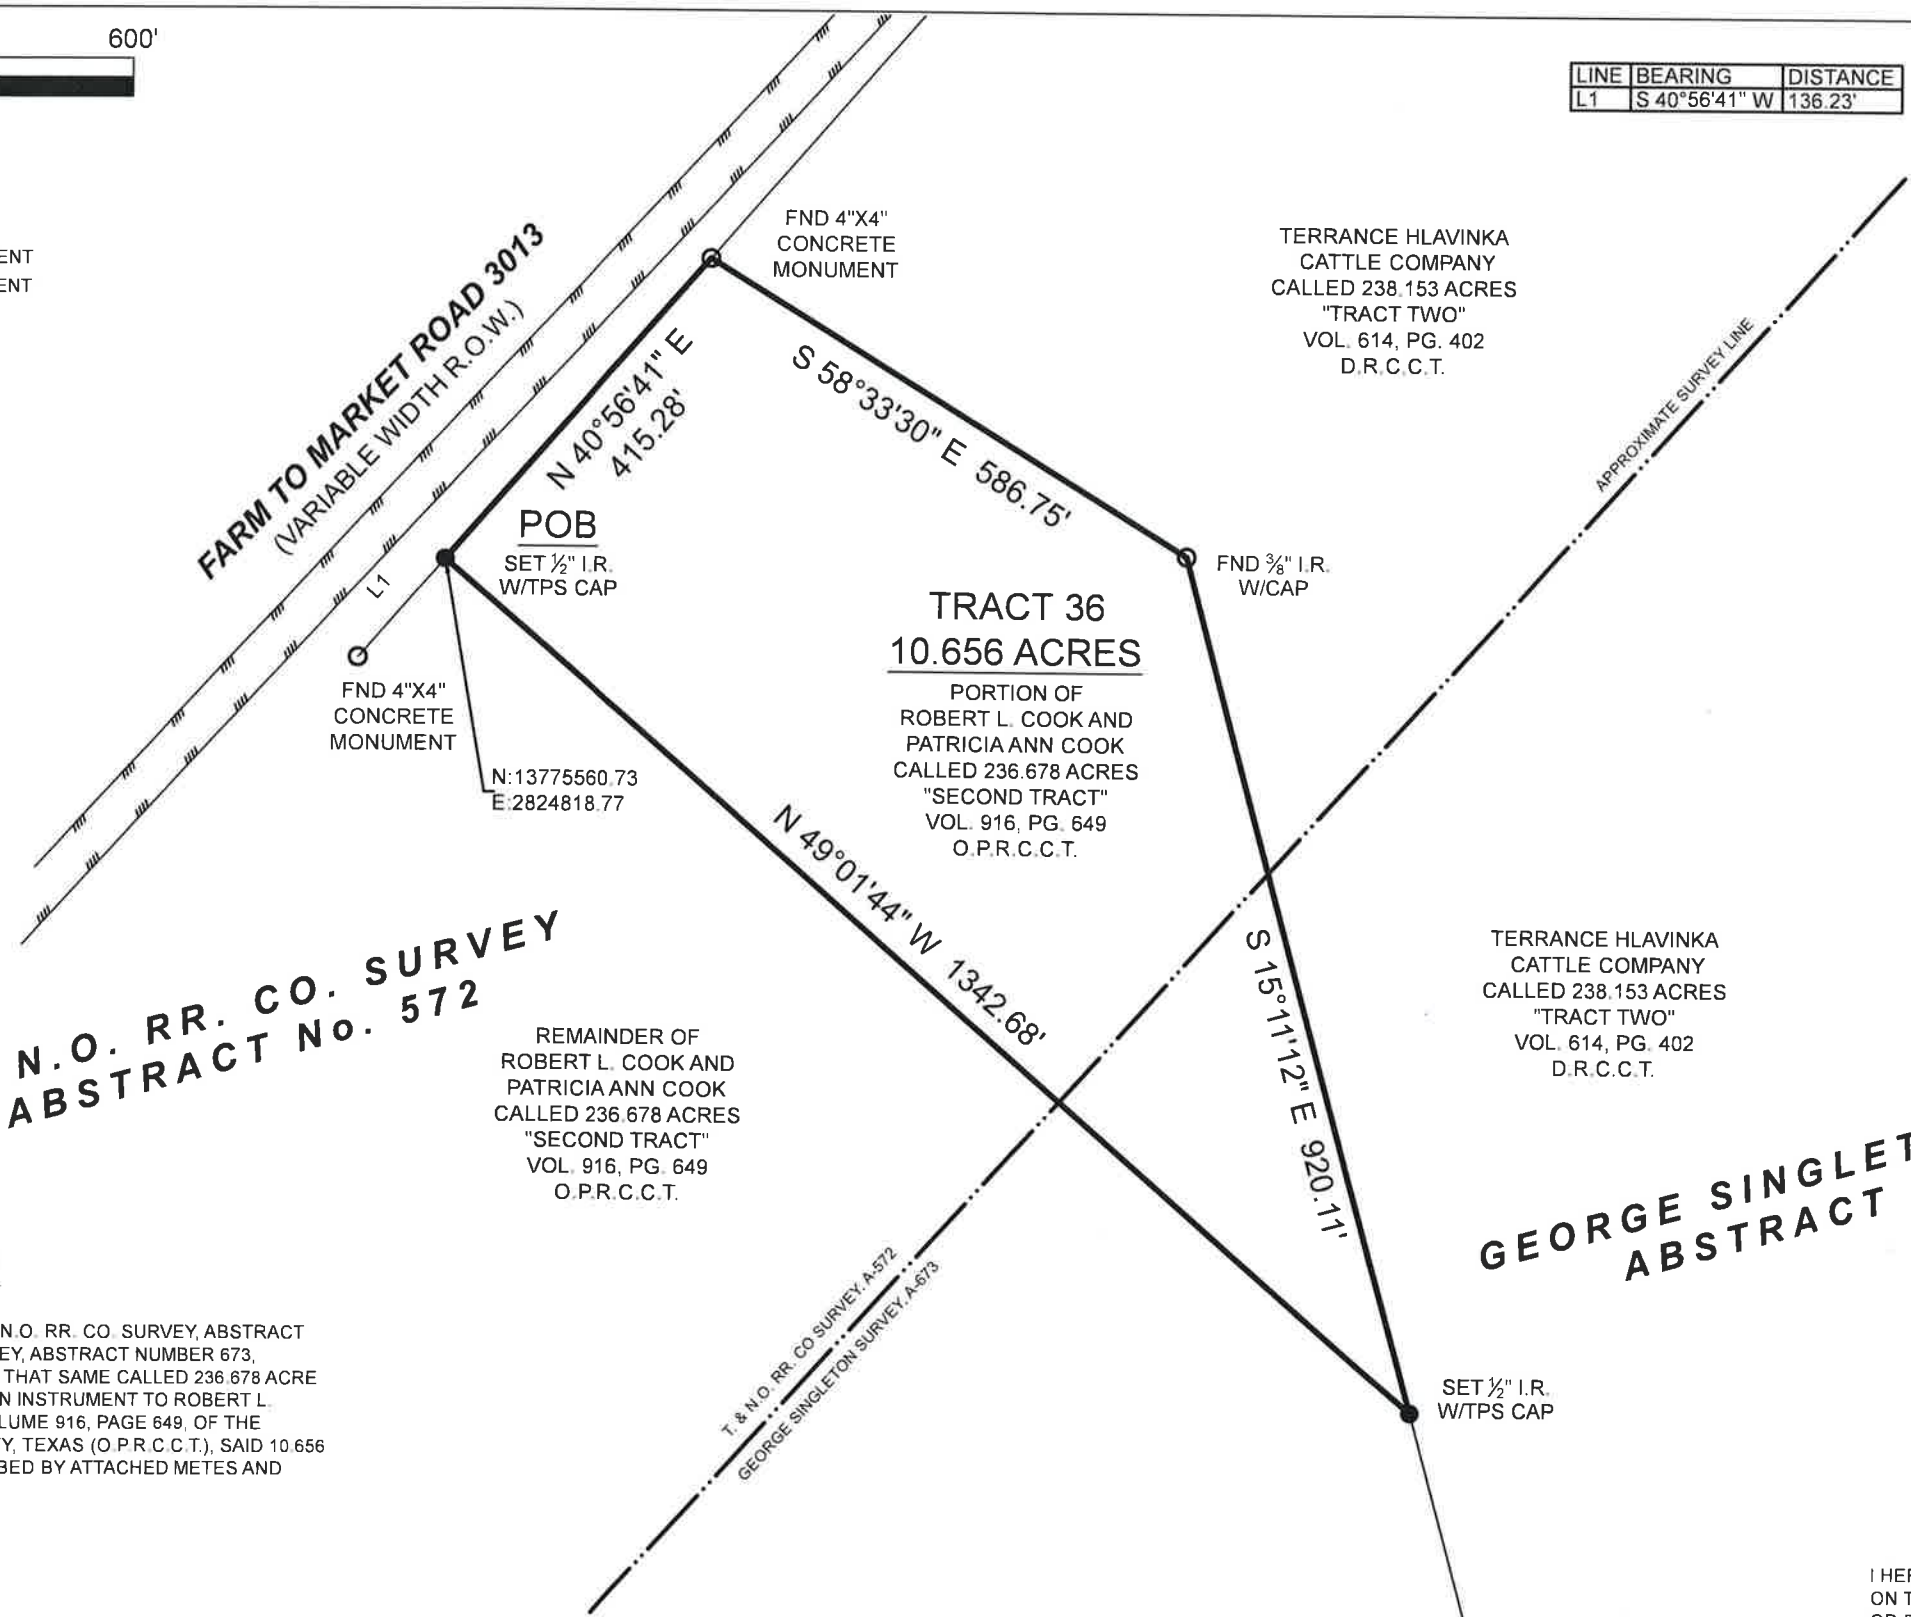 600'
LINE BEARING DISTANCE
L1 S 40°56'41" W 136.23'
FND 4"X4"
CONCRETE
MONUMENT
TERRANCE HLAVINKA
CATTLE COMPANY
CALLED 238.153 ACRES
"TRACT TWO"
VOL. 614, PG. 402
D.R.C.C.T.
ENT
ENT
FARM TO MARKET ROAD 3013
(VARIABLE WIDTH R.O.W.)
APPROXIMATE SURVEY LINE
N 40°56'41" E
415.28'
S 58°33'30" E 586.75'
POB
SET ½" I.R.
W/TPS CAP
L1
FND ⅜" I.R.
W/CAP
TRACT 36
10.656 ACRES
PORTION OF
ROBERT L. COOK AND
PATRICIA ANN COOK
CALLED 236.678 ACRES
"SECOND TRACT"
VOL. 916, PG. 649
O.P.R.C.C.T.
FND 4"X4"
CONCRETE
MONUMENT
N:13775560.73
E:2824818.77
N 49°01'44" W 1342.68'
S 15°11'12" E 920.11'
N.O. RR. CO. SURVEY
ABSTRACT No. 572
REMAINDER OF
ROBERT L. COOK AND
PATRICIA ANN COOK
CALLED 236.678 ACRES
"SECOND TRACT"
VOL. 916, PG. 649
O.P.R.C.C.T.
TERRANCE HLAVINKA
CATTLE COMPANY
CALLED 238.153 ACRES
"TRACT TWO"
VOL. 614, PG. 402
D.R.C.C.T.
GEORGE SINGLET
ABSTRACT
T. & N.O. RR. CO SURVEY, A-572
GEORGE SINGLETON SURVEY, A-673
N.O. RR. CO. SURVEY, ABSTRACT
EY, ABSTRACT NUMBER 673,
THAT SAME CALLED 236.678 ACRE
N INSTRUMENT TO ROBERT L.
LUME 916, PAGE 649, OF THE
Y, TEXAS (O.P.R.C.C.T.), SAID 10.656
BED BY ATTACHED METES AND
SET ½" I.R.
W/TPS CAP
I HER
ON T